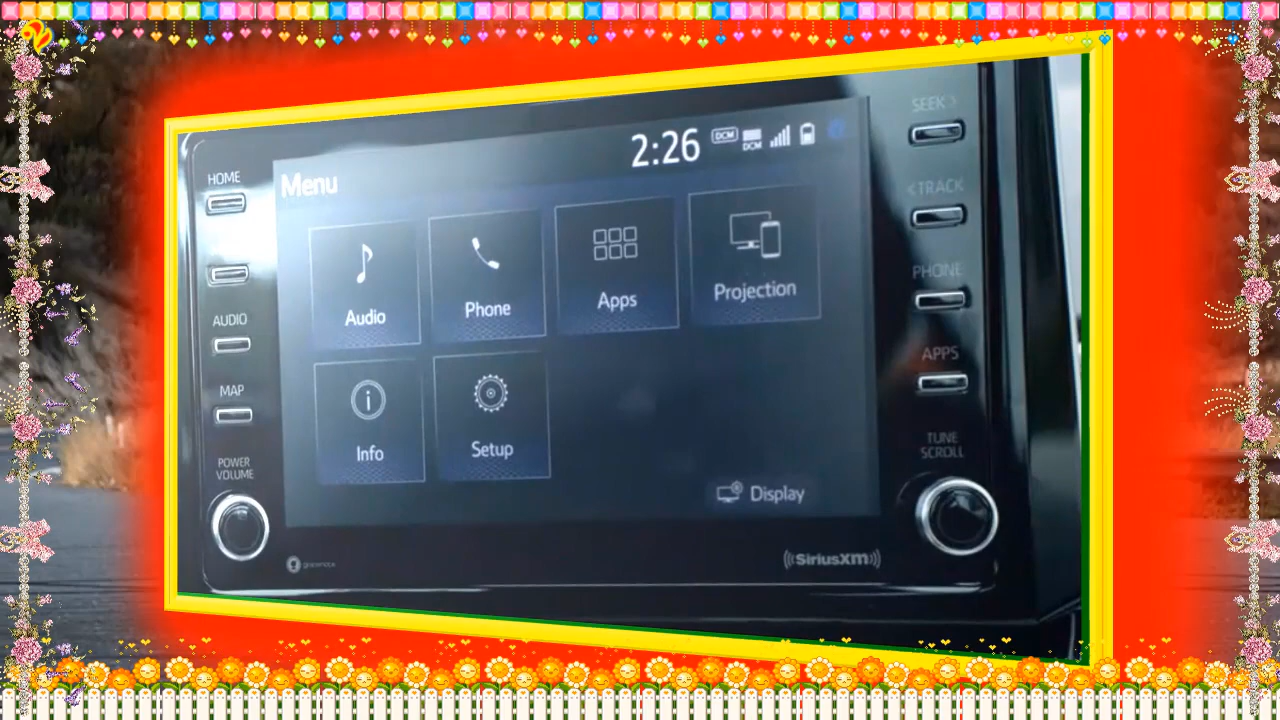 SEEK >
2:26
DCM
DCM
HOME
Menu
< TRACK
Audio
Phone
Apps
Projection
PHONE
AUDIO
APPS
MAP
Info
Setup
TUNE
SCROLL
POWER
VOLUME
Display
gracenote
((SiriusXM))